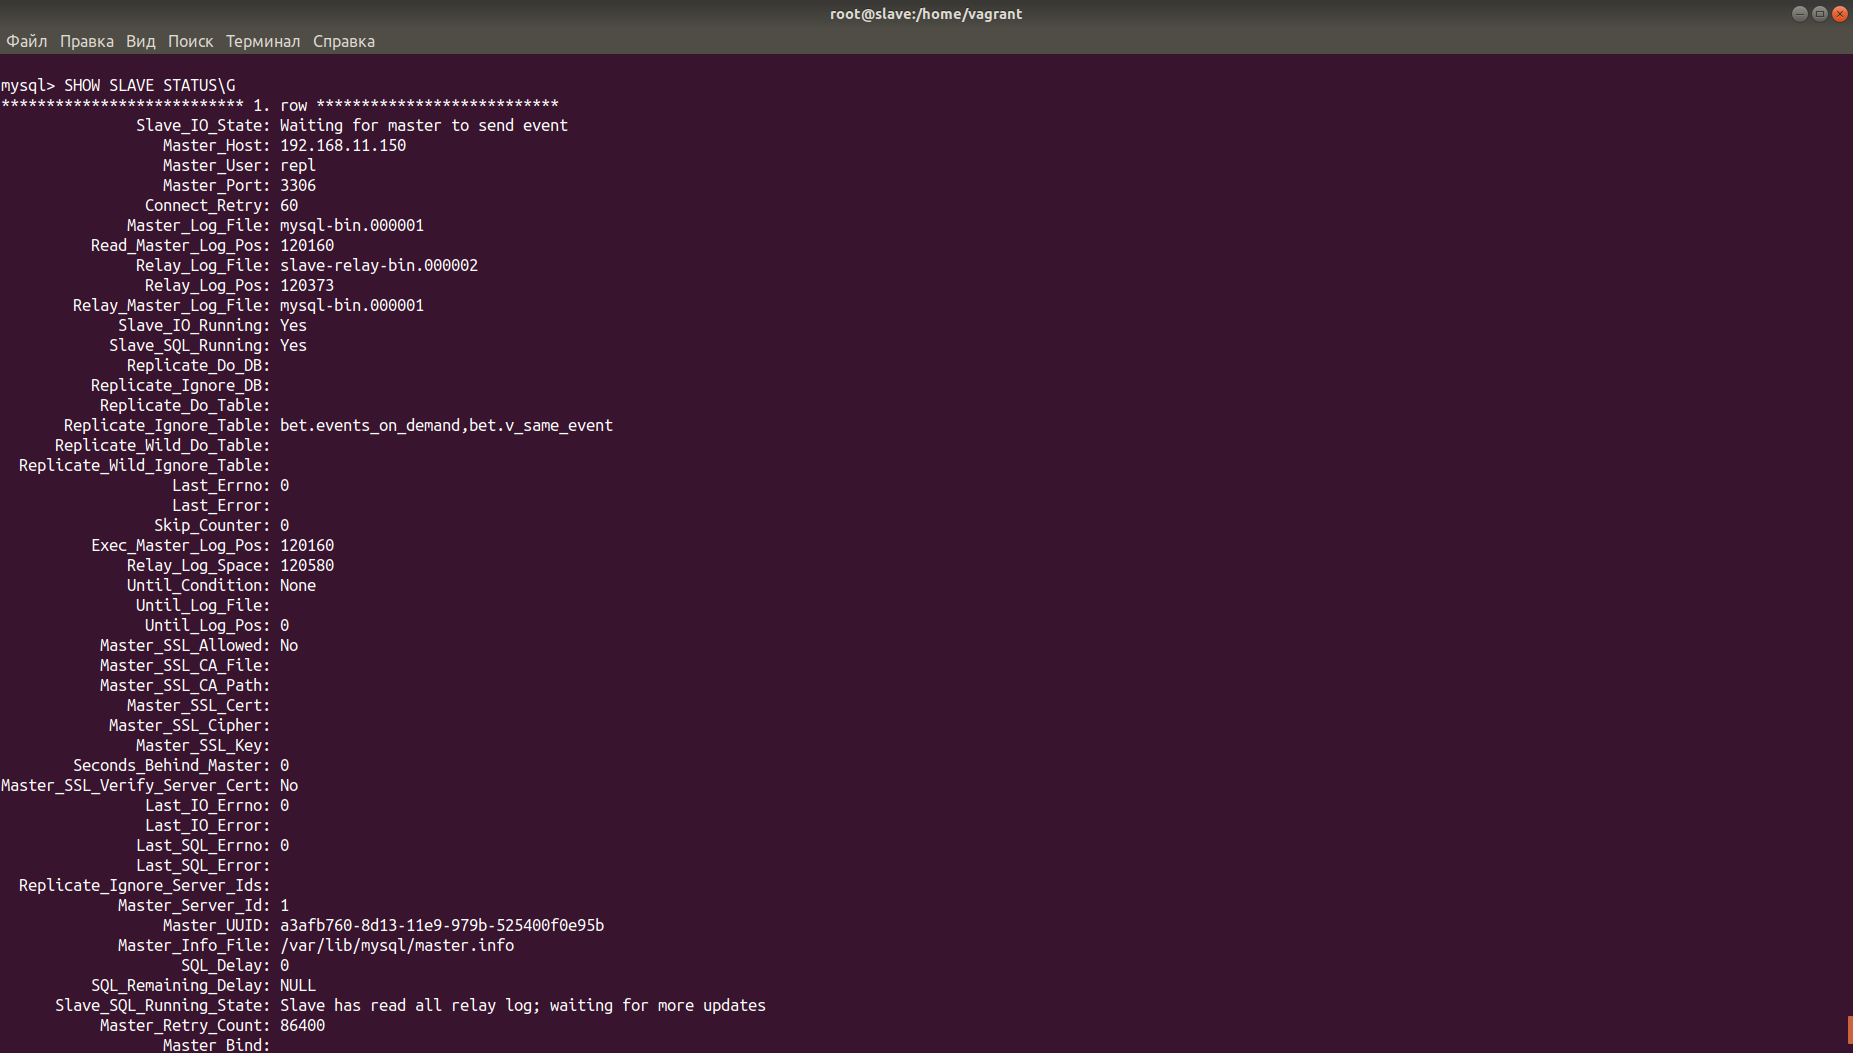 root@slave:/home/vagrant
Файл Правка Вид Поиск Терминал Справка
mysql> SHOW SLAVE STATUS\G
*************************** 1. row ***************************
Slave_IO_State: Waiting for master to send event
Master_Host: 192.168.11.150
Master_User: repl
Master_Port: 3306
Connect_Retry: 60
Master_Log_File: mysql-bin.000001
Read_Master_Log_Pos: 120160
Relay_Log_File: slave-relay-bin.000002
Relay_Log_Pos: 120373
Relay_Master_Log_File: mysql-bin.000001
Slave_IO_Running: Yes
Slave_SQL_Running: Yes
Replicate_Do_DB:
Replicate_Ignore_DB:
Replicate_Do_Table:
Replicate_Ignore_Table: bet.events_on_demand,bet.v_same_event
Replicate_Wild_Do_Table:
Replicate_Wild_Ignore_Table:
Last_Errno: 0
Last_Error:
Skip_Counter: 0
Exec_Master_Log_Pos: 120160
Relay_Log_Space: 120580
Until_Condition: None
Until_Log_File:
Until_Log_Pos: 0
Master_SSL_Allowed: No
Master_SSL_CA_File:
Master_SSL_CA_Path:
Master_SSL_Cert:
Master_SSL_Cipher:
Master_SSL_Key:
Seconds_Behind_Master: 0
Master_SSL_Verify_Server_Cert: No
Last_IO_Errno: 0
Last_IO_Error:
Last_SQL_Errno: 0
Last_SQL_Error:
Replicate_Ignore_Server_Ids:
Master_Server_Id: 1
Master_UUID: a3afb760-8d13-11e9-979b-525400f0e95b
Master_Info_File: /var/lib/mysql/master.info
SQL_Delay: 0
SQL_Remaining_Delay: NULL
Slave_SQL_Running_State: Slave has read all relay log; waiting for more updates
Master_Retry_Count: 86400
Master_Bind: